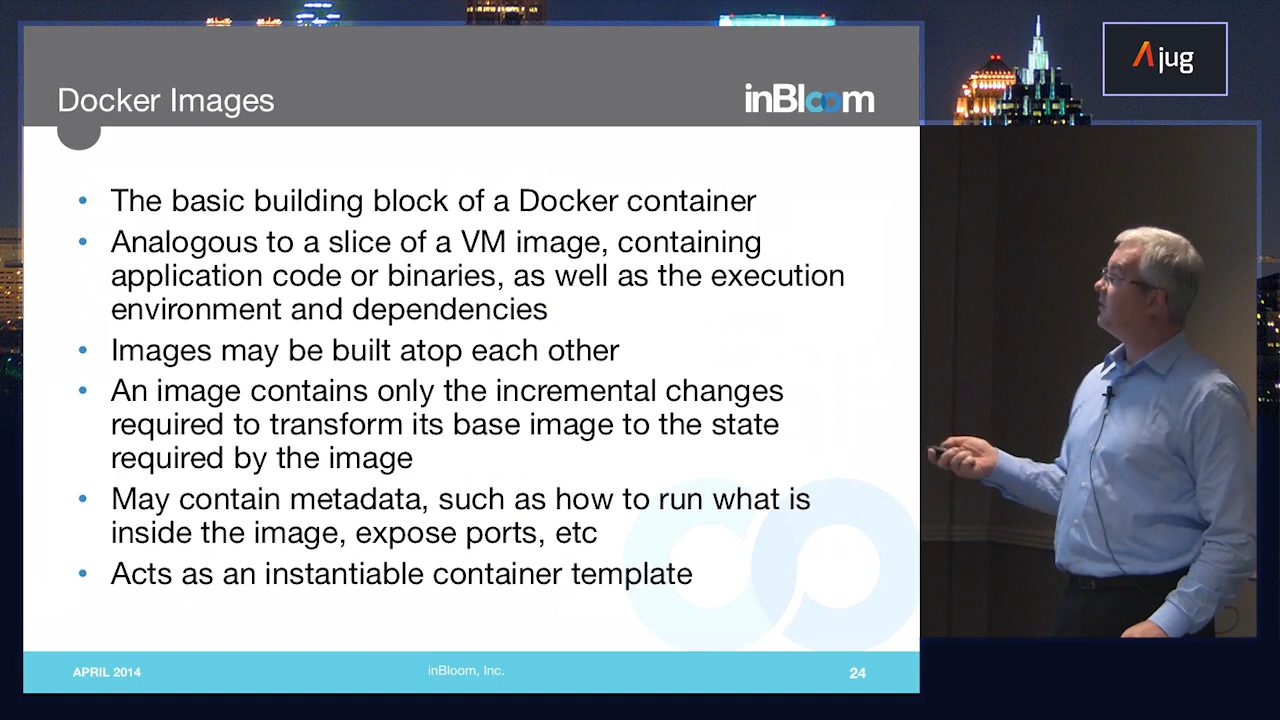 Docker Images
inBloom
Ajug
• The basic building block of a Docker container
• Analogous to a slice of a VM image, containing
application code or binaries, as well as the execution
environment and dependencies
• Images may be built atop each other
• An image contains only the incremental changes
required to transform its base image to the state
required by the image
• May contain metadata, such as how to run what is
inside the image, expose ports, etc
• Acts as an instantiable container template
APRIL 2014
inBloom, Inc.
24